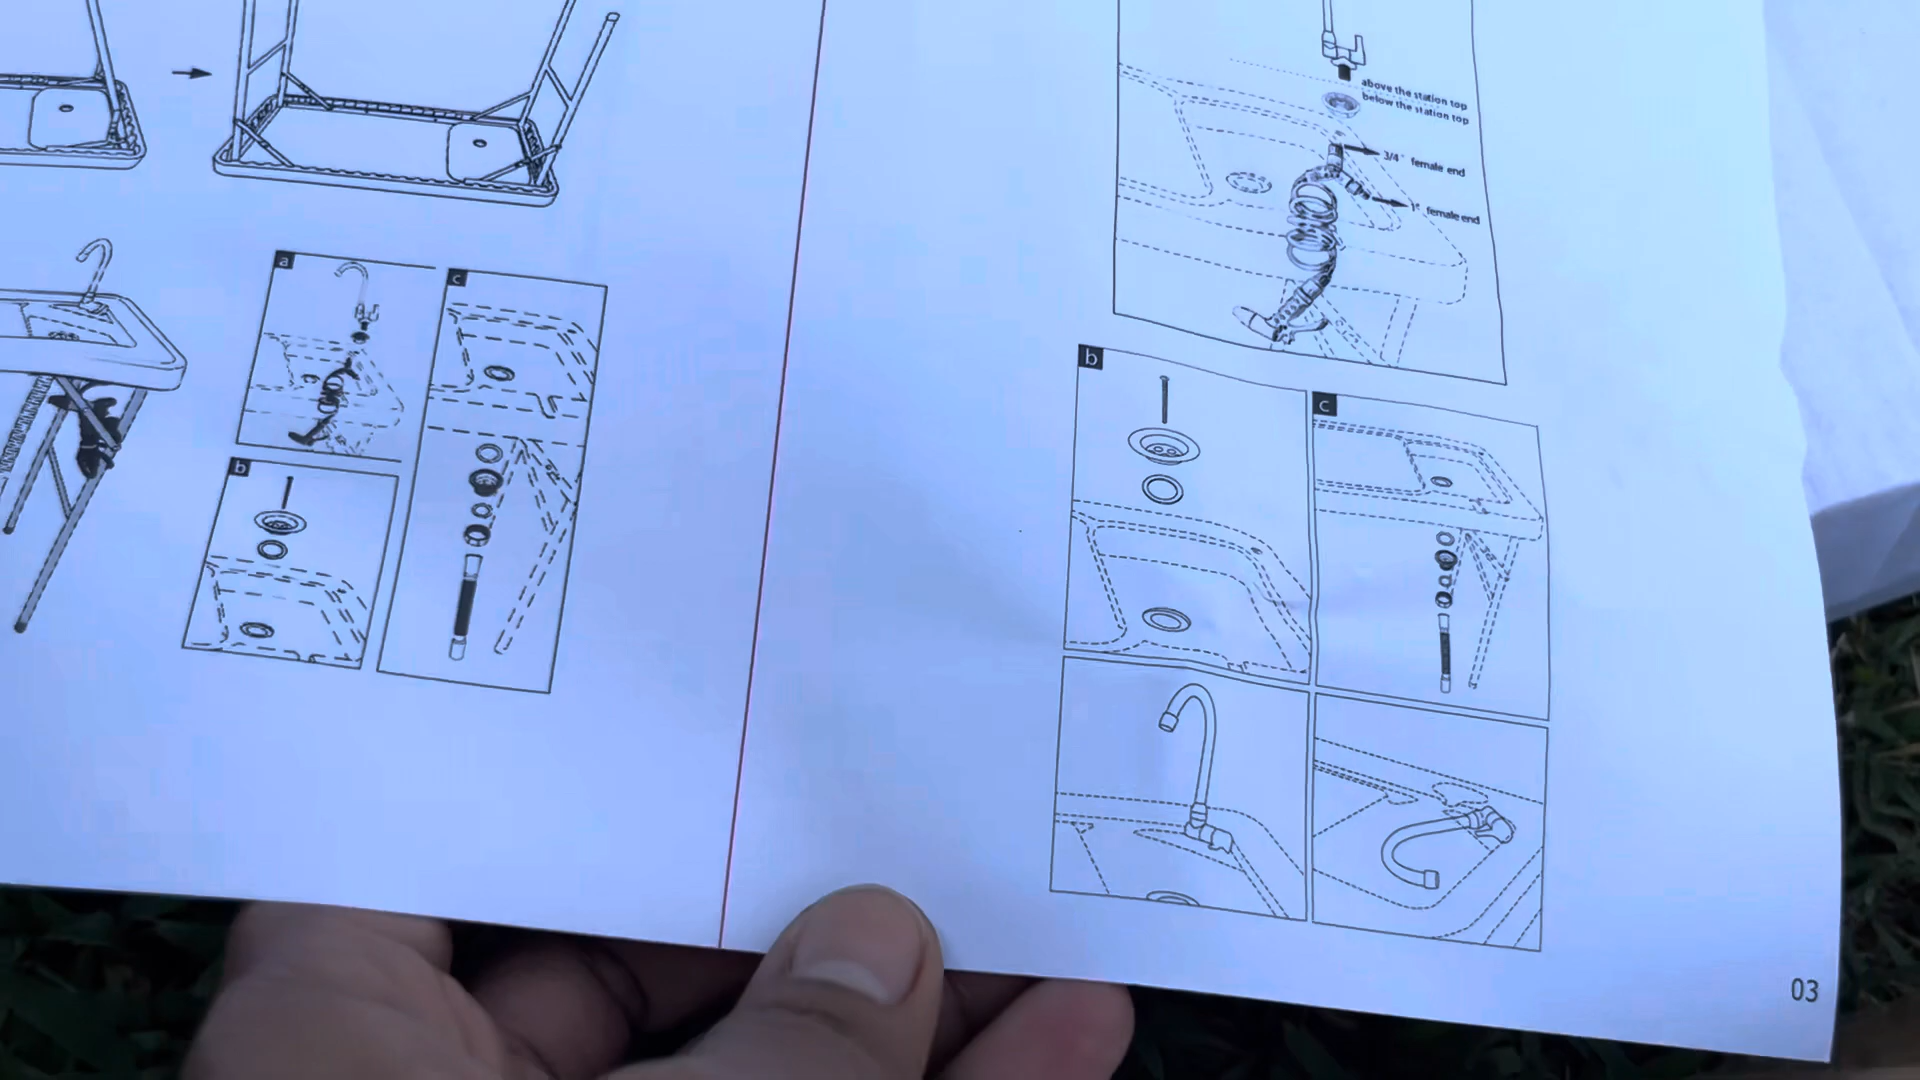 a
c
b
above the station top
below the station top
3/4" female end
1" female end
b
c
03